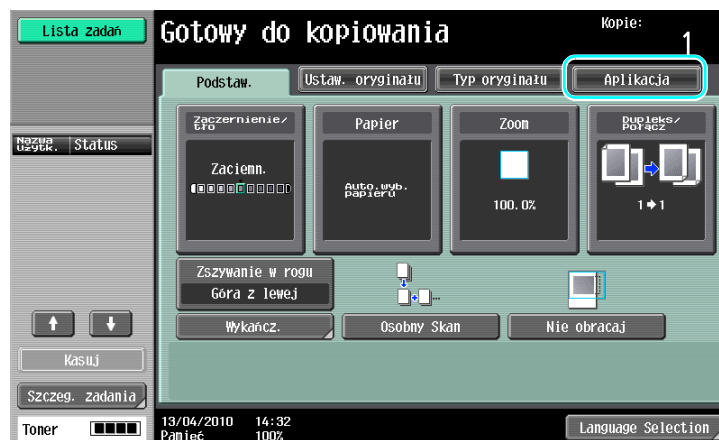 Lista zadań
Gotowy do kopiowania
Kopie:
1
Podstaw.
Ustaw. oryginału
Typ oryginału
Aplikacja
Nazwa
Użytk.
Status
Zaczernienie/
tło
Papier
Zoom
Dupleks/
Połącz
Zaciemn.
Auto.wyb.
papieru
100.0%
1➧1
Zszywanie w rogu
Góra z lewej
Wykańcz.
Osobny Skan
Nie obracaj
Kasuj
Szczeg. zadania
Toner
13/04/2010 14:32
Pamięć 100%
Language Selection